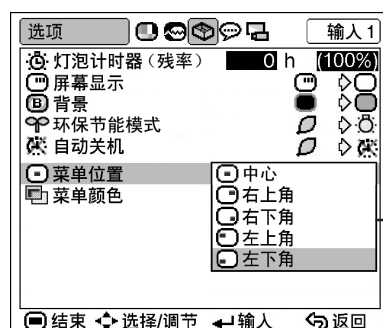 选项 输入 1
灯泡计时器（残率） 0 h (100%)
屏幕显示
B 背景
环保节能模式
自动关机
菜单位置
菜单颜色
中心
右上角
右下角
左上角
左下角
结束 选择/调节 输入 返回